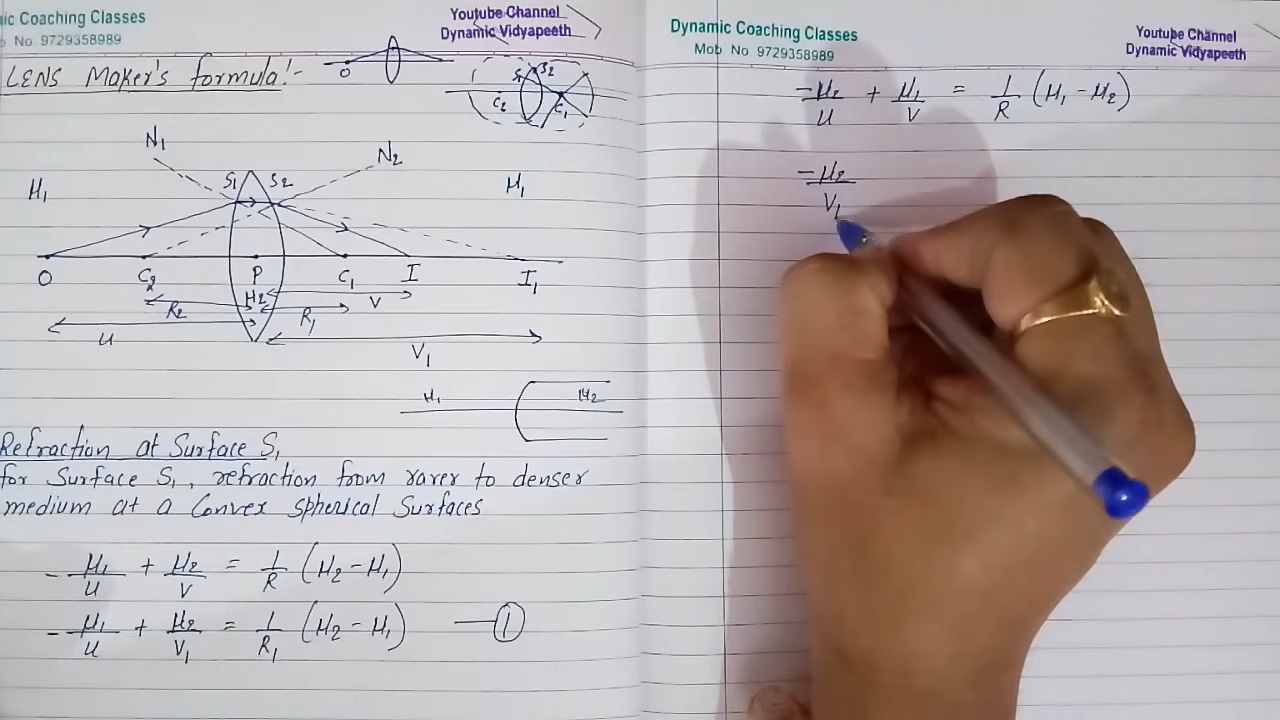 ic Coaching Classes
No 9729358989
Youtube Channel
Dynamic Vidyapeeth
LENS Maker's formula!-
O
S1 S2
C2 C1
N1 N2
μ1 S1 S2 μ1
O C2 P C1 I I1
μ2
R2 R1 V
u
V1
μ1 μ2
Refraction at Surface S1
for Surface S1, refraction from rarer to denser
medium at a Convex Spherical Surfaces
- μ1/u + μ2/v = 1/R (μ2 - μ1)
- μ1/u + μ2/V1 = 1/R1 (μ2 - μ1) — 1
Dynamic Coaching Classes
Mob No 9729358989
Youtube Channel
Dynamic Vidyapeeth
-μ2/u + μ1/V = 1/R (μ1 - μ2)
-μ2/V1